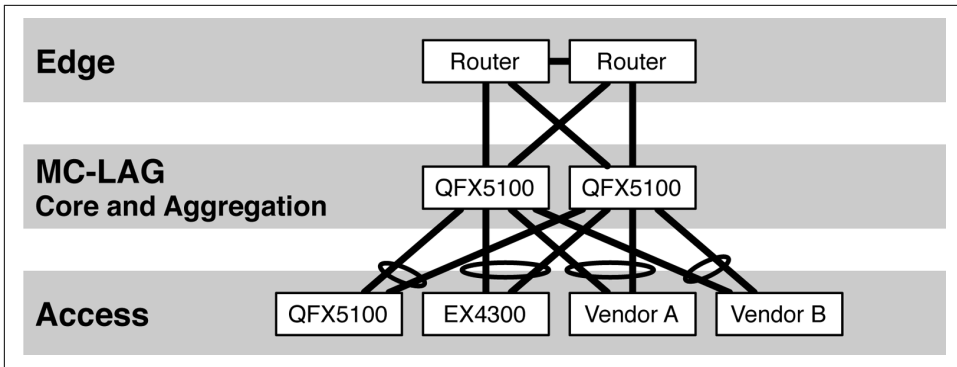 Edge
Router
Router
MC-LAG
Core and Aggregation
QFX5100
QFX5100
Access
QFX5100
EX4300
Vendor A
Vendor B